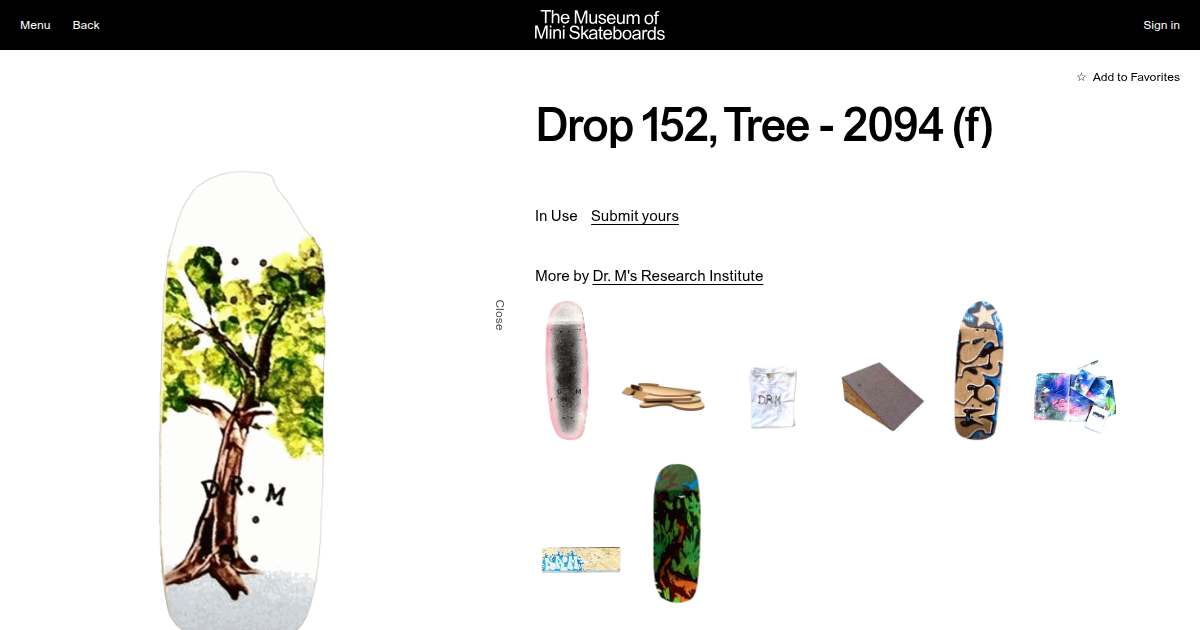 Menu
Back
The Museum of
Mini Skateboards
Sign in
☆ Add to Favorites
Drop 152, Tree - 2094 (f)
In Use Submit yours
More by Dr. M's Research Institute
Close
DR. M
DRM